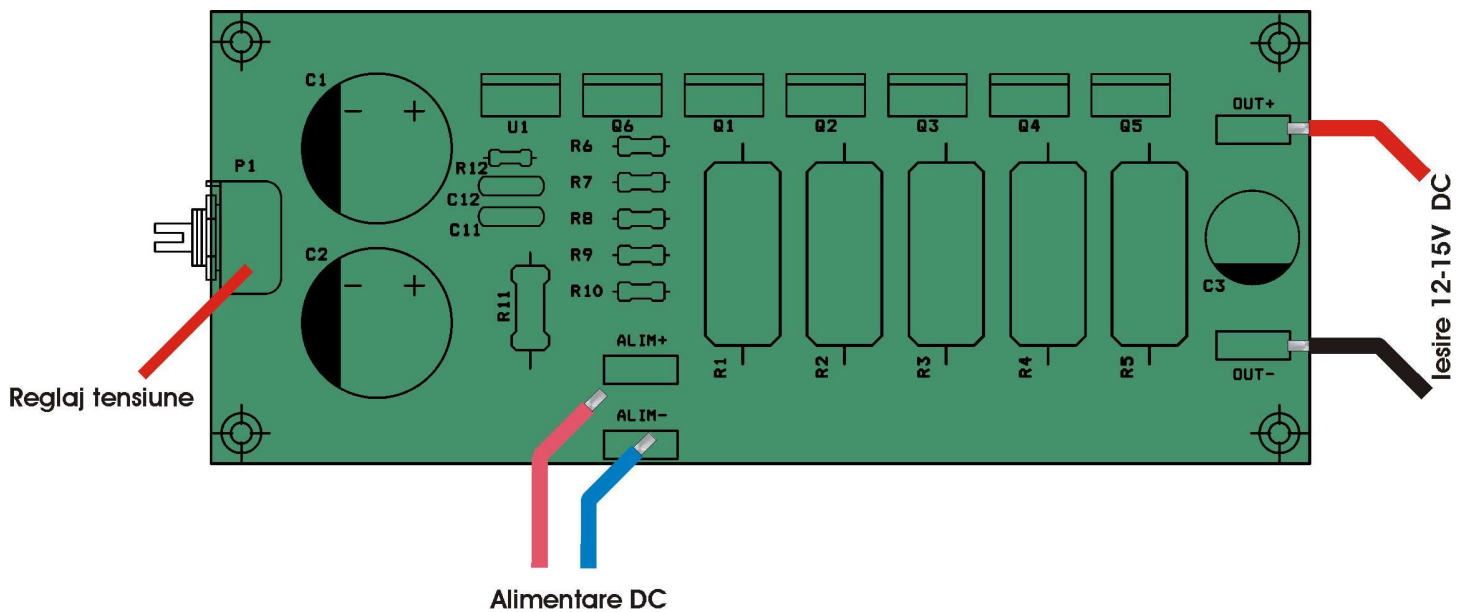 C1
- +
P1
C2
- +
U1
Q6
Q1
Q2
Q3
Q4
Q5
OUT+
R12
C12
C11
R6
R7
R8
R9
R10
R11
ALIM+
ALIM-
R1
R2
R3
R4
R5
C3
OUT-
Iesire 12-15V DC
Reglaj tensiune
Alimentare DC